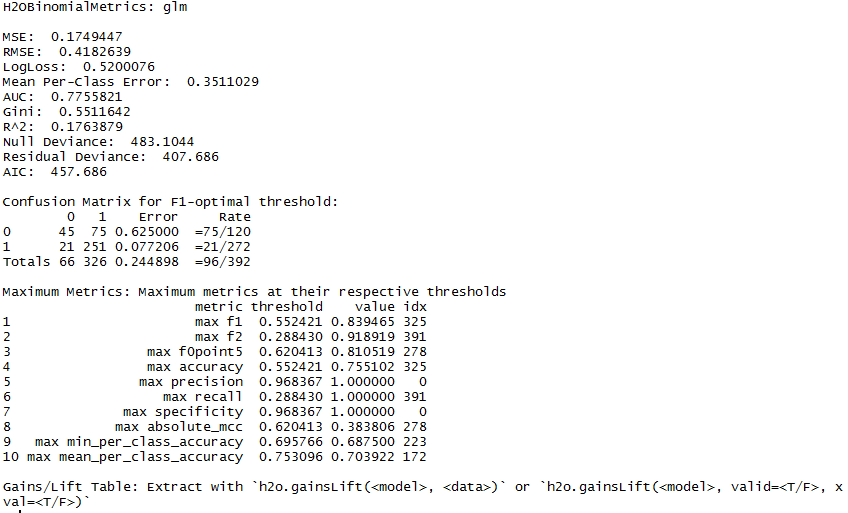 H2OBinomialMetrics: glm

MSE:  0.1749447
RMSE:  0.4182639
LogLoss:  0.5200076
Mean Per-Class Error:  0.3511029
AUC:  0.7755821
Gini:  0.5511642
R^2:  0.1763879
Null Deviance:  483.1044
Residual Deviance:  407.686
AIC:  457.686

Confusion Matrix for F1-optimal threshold:
        0   1    Error     Rate
0      45  75 0.625000  =75/120
1      21 251 0.077206  =21/272
Totals 66 326 0.244898  =96/392

Maximum Metrics: Maximum metrics at their respective thresholds
                        metric threshold    value idx
1                       max f1  0.552421 0.839465 325
2                       max f2  0.288430 0.918919 391
3                 max f0point5  0.620413 0.810519 278
4                 max accuracy  0.552421 0.755102 325
5                max precision  0.968367 1.000000   0
6                   max recall  0.288430 1.000000 391
7              max specificity  0.968367 1.000000   0
8             max absolute_mcc  0.620413 0.383806 278
9   max min_per_class_accuracy  0.695766 0.687500 223
10 max mean_per_class_accuracy  0.753096 0.703922 172

Gains/Lift Table: Extract with `h2o.gainsLift(<model>, <data>)` or `h2o.gainsLift(<model>, valid=<T/F>, x
val=<T/F>)`